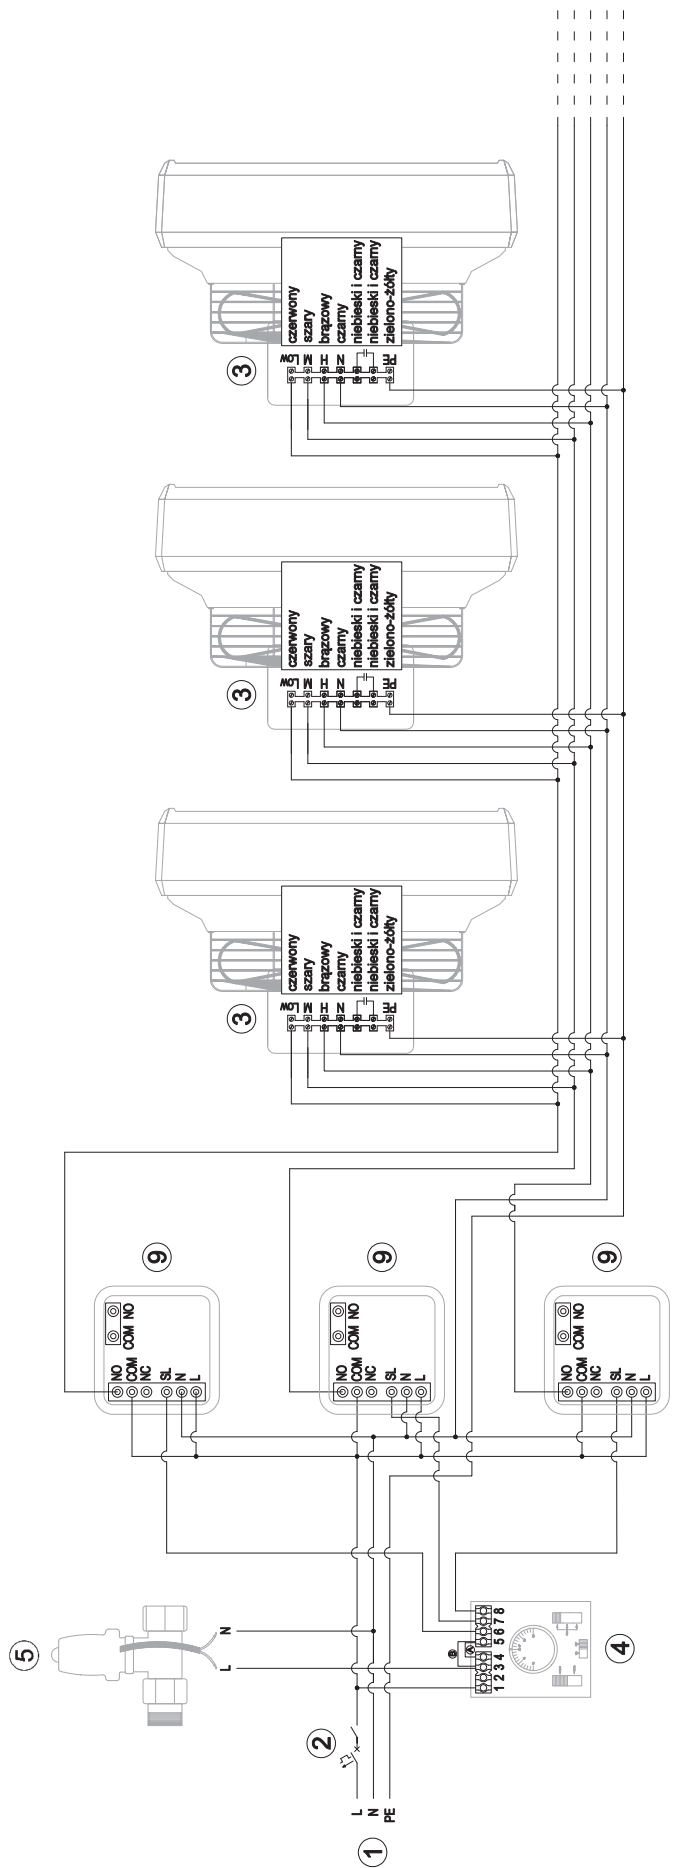 czerwony
szary
brązowy
czarny
niebieski i czarny
niebieski i czarny
zielono-żółty
Low
M
H
N
PE
3
czerwony
szary
brązowy
czarny
niebieski i czarny
niebieski i czarny
zielono-żółty
Low
M
H
N
PE
3
czerwony
szary
brązowy
czarny
niebieski i czarny
niebieski i czarny
zielono-żółty
Low
M
H
N
PE
3
9
COM NO
NO
COM
NC
SL
N
L
9
COM NO
NO
COM
NC
SL
N
L
9
COM NO
NO
COM
NC
SL
N
L
5
L N
1 2 3 4 5 6 7 8
A
B
4
2
L
N
PE
1